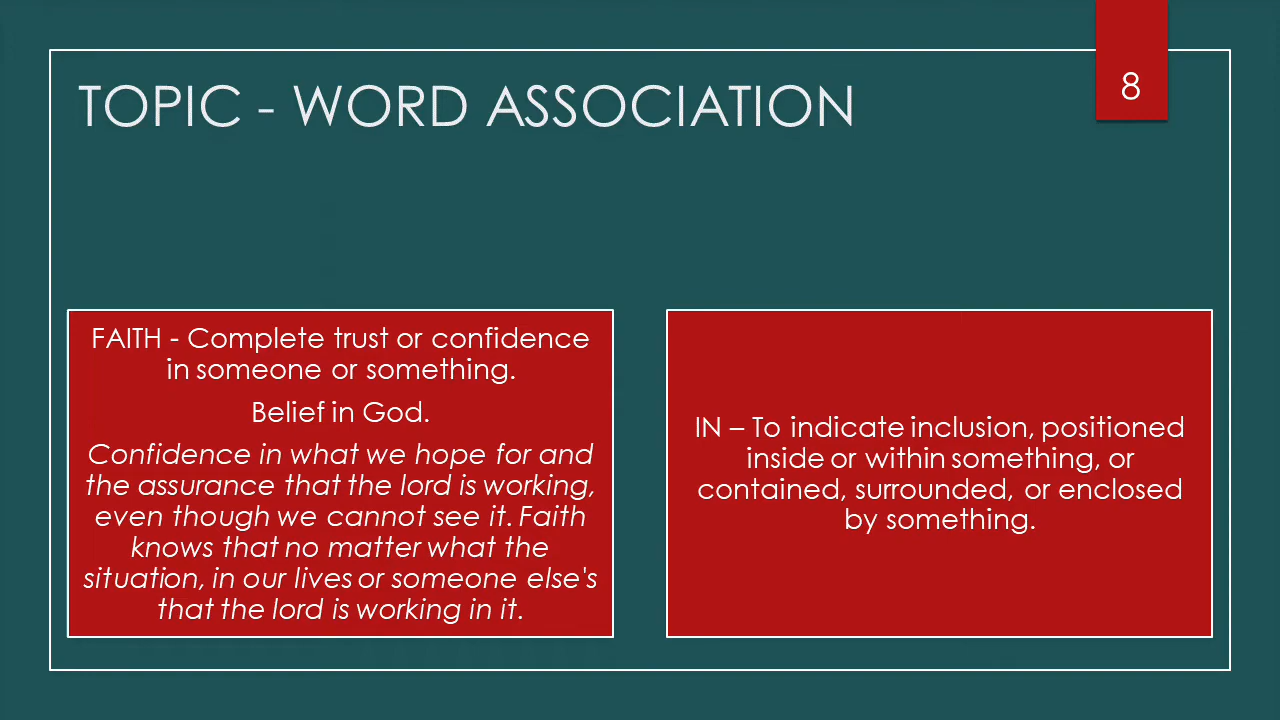 8
TOPIC - WORD ASSOCIATION
FAITH - Complete trust or confidence
in someone or something.
Belief in God.
Confidence in what we hope for and
the assurance that the lord is working,
even though we cannot see it. Faith
knows that no matter what the
situation, in our lives or someone else's
that the lord is working in it.
IN – To indicate inclusion, positioned
inside or within something, or
contained, surrounded, or enclosed
by something.